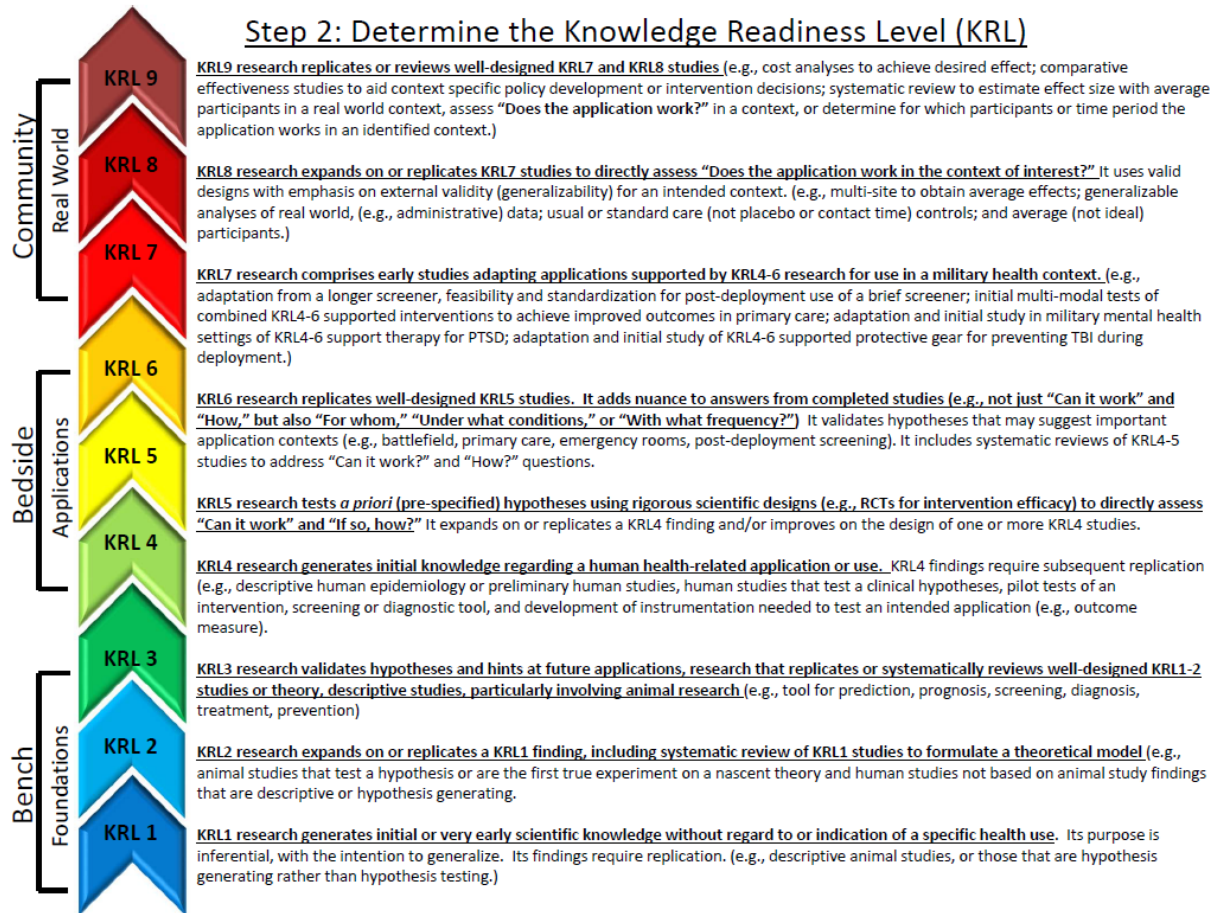 Step 2: Determine the Knowledge Readiness Level (KRL)
KRL 9
KRL9 research replicates or reviews well-designed KRL7 and KRL8 studies (e.g., cost analyses to achieve desired effect; comparative
effectiveness studies to aid context specific policy development or intervention decisions; systematic review to estimate effect size with average
participants in a real world context, assess “Does the application work?” in a context, or determine for which participants or time period the
application works in an identified context.)
Community
Real World
KRL 8
KRL8 research expands on or replicates KRL7 studies to directly assess “Does the application work in the context of interest?” It uses valid
designs with emphasis on external validity (generalizability) for an intended context. (e.g., multi-site to obtain average effects; generalizable
analyses of real world, (e.g., administrative) data; usual or standard care (not placebo or contact time) controls; and average (not ideal)
participants.)
KRL 7
KRL7 research comprises early studies adapting applications supported by KRL4-6 research for use in a military health context. (e.g.,
adaptation from a longer screener, feasibility and standardization for post-deployment use of a brief screener; initial multi-modal tests of
combined KRL4-6 supported interventions to achieve improved outcomes in primary care; adaptation and initial study in military mental health
settings of KRL4-6 support therapy for PTSD; adaptation and initial study of KRL4-6 supported protective gear for preventing TBI during
deployment.)
KRL 6
KRL6 research replicates well-designed KRL5 studies. It adds nuance to answers from completed studies (e.g., not just “Can it work” and
“How,” but also “For whom,” “Under what conditions,” or “With what frequency?”) It validates hypotheses that may suggest important
application contexts (e.g., battlefield, primary care, emergency rooms, post-deployment screening). It includes systematic reviews of KRL4-5
studies to address “Can it work?” and “How?” questions.
Bedside
Applications
KRL 5
KRL5 research tests a priori (pre-specified) hypotheses using rigorous scientific designs (e.g., RCTs for intervention efficacy) to directly assess
“Can it work” and “If so, how?” It expands on or replicates a KRL4 finding and/or improves on the design of one or more KRL4 studies.
KRL 4
KRL4 research generates initial knowledge regarding a human health-related application or use. KRL4 findings require subsequent replication
(e.g., descriptive human epidemiology or preliminary human studies, human studies that test a clinical hypotheses, pilot tests of an
intervention, screening or diagnostic tool, and development of instrumentation needed to test an intended application (e.g., outcome
measure).
KRL 3
KRL3 research validates hypotheses and hints at future applications, research that replicates or systematically reviews well-designed KRL1-2
studies or theory, descriptive studies, particularly involving animal research (e.g., tool for prediction, prognosis, screening, diagnosis,
treatment, prevention)
Bench
Foundations
KRL 2
KRL2 research expands on or replicates a KRL1 finding, including systematic review of KRL1 studies to formulate a theoretical model (e.g.,
animal studies that test a hypothesis or are the first true experiment on a nascent theory and human studies not based on animal study findings
that are descriptive or hypothesis generating.
KRL 1
KRL1 research generates initial or very early scientific knowledge without regard to or indication of a specific health use. Its purpose is
inferential, with the intention to generalize. Its findings require replication. (e.g., descriptive animal studies, or those that are hypothesis
generating rather than hypothesis testing.)